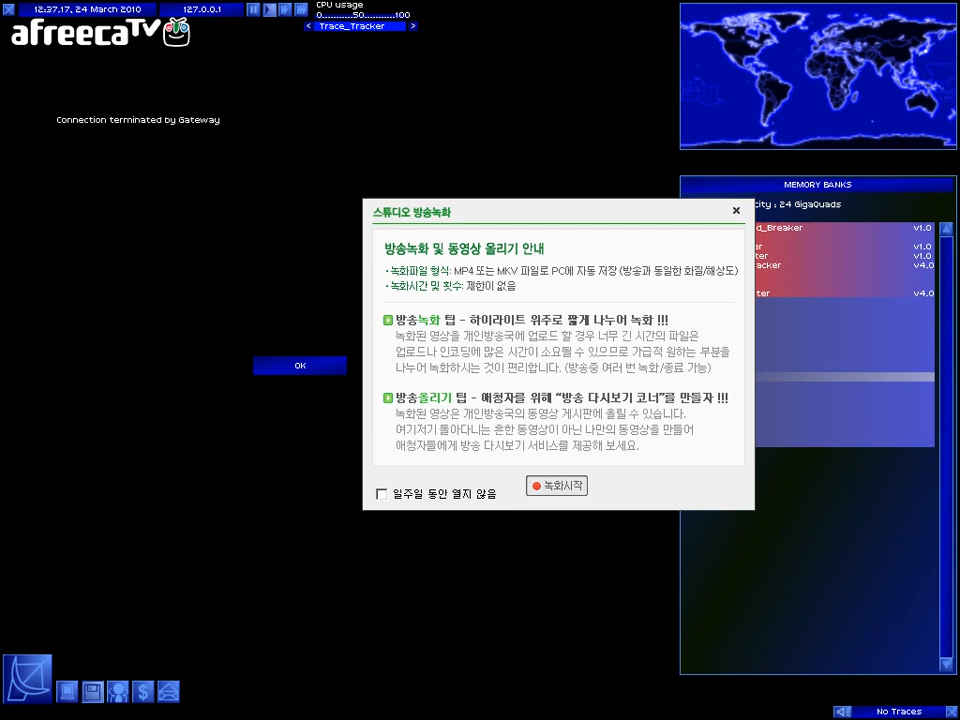 12:37.17, 24 March 2010
127.0.0.1
CPU usage
0..........50..........100
< Trace_Tracker >
afreecaTV
Connection terminated by Gateway
MEMORY BANKS
city : 24 GigaQuads
d_Breaker v1.0
er v1.0
ter v1.0
acker v4.0
ter v4.0
스튜디오 방송녹화
방송녹화 및 동영상 올리기 안내
·녹화파일 형식: MP4 또는 MKV 파일로 PC에 자동 저장 (방송과 동일한 화질/해상도)
·녹화시간 및 횟수: 제한이 없음
방송녹화 팁 - 하이라이트 위주로 짧게 나누어 녹화 !!!
녹화된 영상을 개인방송국에 업로드 할 경우 너무 긴 시간의 파일은
업로드나 인코딩에 많은 시간이 소요될 수 있으므로 가급적 원하는 부분을
나누어 녹화하시는 것이 편리합니다. (방송중 여러 번 녹화/종료 가능)
방송올리기 팁 - 애청자를 위해 “방송 다시보기 코너”를 만들자 !!!
녹화된 영상은 개인방송국의 동영상 게시판에 올릴 수 있습니다.
여기저기 돌아다니는 흔한 동영상이 아닌 나만의 동영상을 만들어
애청자들에게 방송 다시보기 서비스를 제공해 보세요.
일주일 동안 열지 않음
녹화시작
OK
No Traces